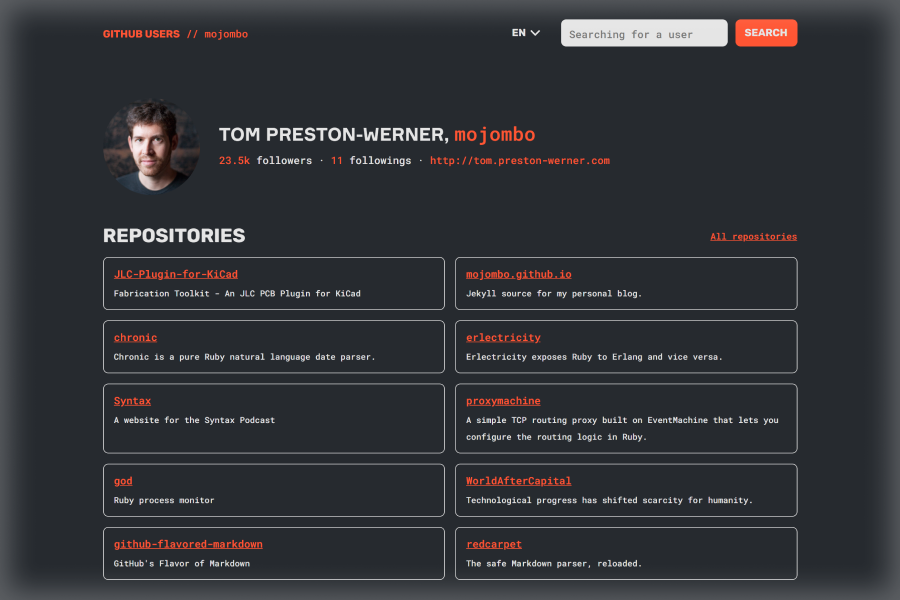 GITHUB USERS // mojombo
EN
Searching for a user
SEARCH
TOM PRESTON-WERNER, mojombo
23.5k followers · 11 followings · http://tom.preston-werner.com
REPOSITORIES
All repositories
JLC-Plugin-for-KiCad
Fabrication Toolkit - An JLC PCB Plugin for KiCad
mojombo.github.io
Jekyll source for my personal blog.
chronic
Chronic is a pure Ruby natural language date parser.
erlectricity
Erlectricity exposes Ruby to Erlang and vice versa.
Syntax
A website for the Syntax Podcast
proxymachine
A simple TCP routing proxy built on EventMachine that lets you
configure the routing logic in Ruby.
god
Ruby process monitor
WorldAfterCapital
Technological progress has shifted scarcity for humanity.
github-flavored-markdown
GitHub's Flavor of Markdown
redcarpet
The safe Markdown parser, reloaded.